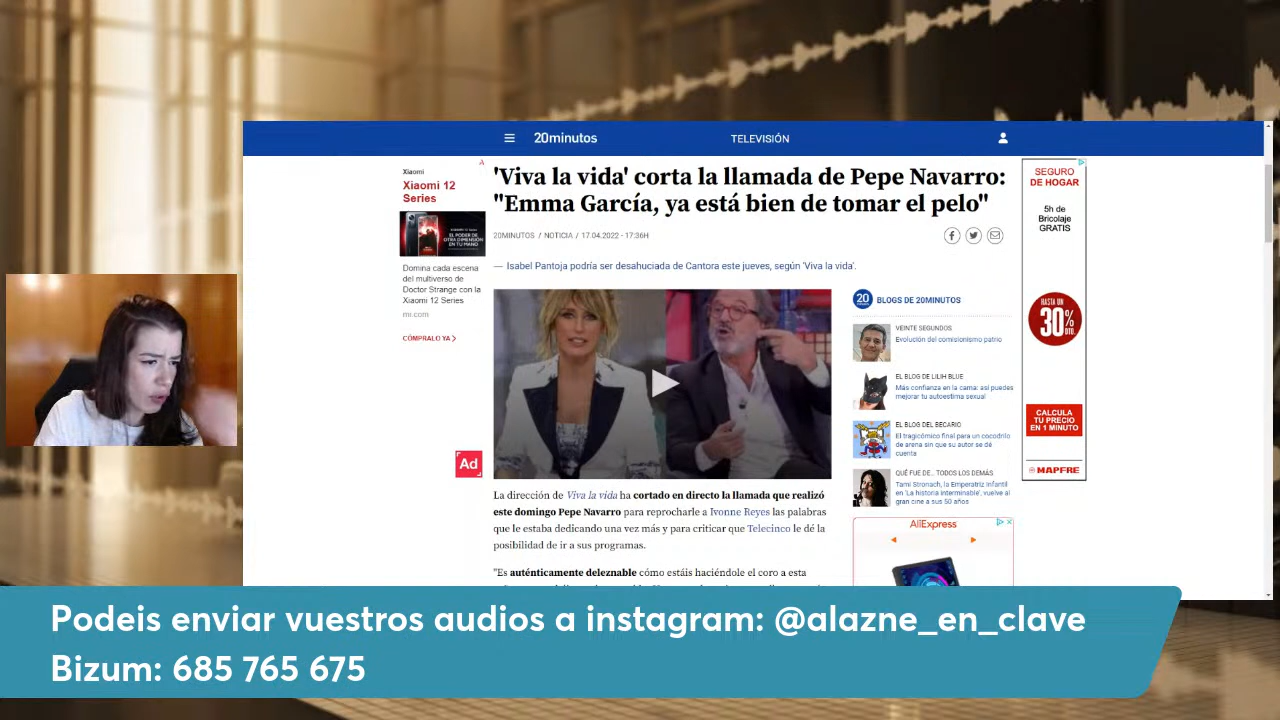 20minutos
TELEVISIÓN
A
Xiaomi
Xiaomi 12
Series
EL PODER DE
OTRA DIMENSIÓN
EN TU MANO.
Domina cada escena
del multiverso de
Doctor Strange con la
Xiaomi 12 Series
mi.com
CÓMPRALO YA
Ad
'Viva la vida' corta la llamada de Pepe Navarro:
"Emma García, ya está bien de tomar el pelo"
20MINUTOS / NOTICIA / 17.04.2022 - 17:36H
— Isabel Pantoja podría ser desahuciada de Cantora este jueves, según 'Viva la vida'.
La dirección de Viva la vida ha cortado en directo la llamada que realizó
este domingo Pepe Navarro para reprocharle a Ivonne Reyes las palabras
que le estaba dedicando una vez más y para criticar que Telecinco le dé la
posibilidad de ir a sus programas.
"Es auténticamente deleznable cómo estáis haciéndole el coro a esta
20 BLOGS DE 20MINUTOS
VEINTE SEGUNDOS
Evolución del comisionismo patrio
EL BLOG DE LILIH BLUE
Más confianza en la cama: así puedes
mejorar tu autoestima sexual
EL BLOG DEL BECARIO
El tragicómico final para un cocodrilo
de arena sin que su autor se dé
cuenta
QUÉ FUE DE... TODOS LOS DEMÁS
Tami Stronach, la Emperatriz Infantil
en 'La historia interminable', vuelve al
gran cine a sus 50 años
AliExpress
SEGURO
DE HOGAR
5h de
Bricolaje
GRATIS
HASTA UN
30% DTO.
CALCULA
TU PRECIO
EN 1 MINUTO
MAPFRE
Podeis enviar vuestros audios a instagram: @alazne_en_clave
Bizum: 685 765 675